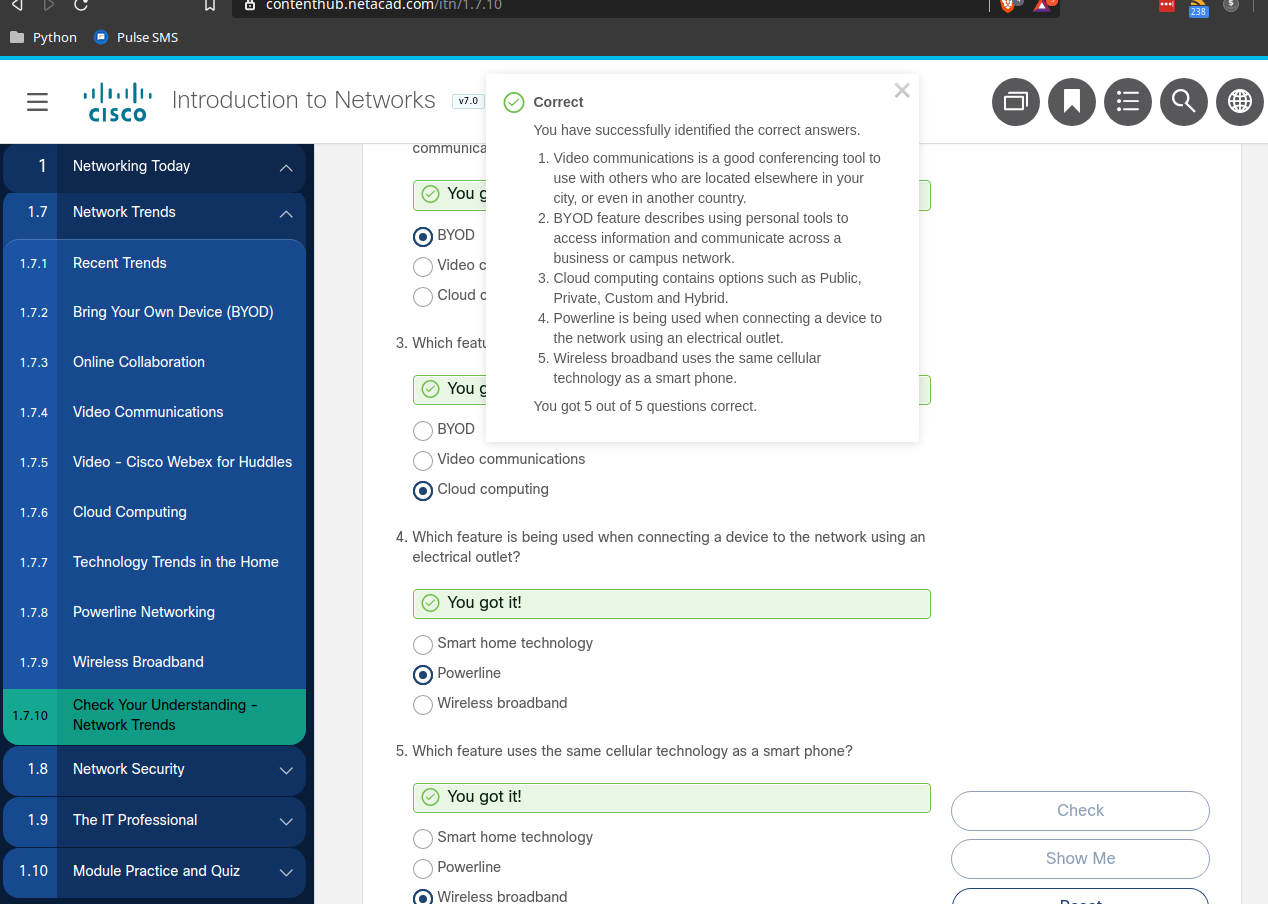 contenthub.netacad.com/itn/1.7.10
238
$
Python
Pulse SMS
CISCO
Introduction to Networks
v7.0
1
Networking Today
1.7
Network Trends
1.7.1
Recent Trends
1.7.2
Bring Your Own Device (BYOD)
1.7.3
Online Collaboration
1.7.4
Video Communications
1.7.5
Video - Cisco Webex for Huddles
1.7.6
Cloud Computing
1.7.7
Technology Trends in the Home
1.7.8
Powerline Networking
1.7.9
Wireless Broadband
1.7.10
Check Your Understanding -
Network Trends
1.8
Network Security
1.9
The IT Professional
1.10
Module Practice and Quiz
Correct
You have successfully identified the correct answers.
1. Video communications is a good conferencing tool to
use with others who are located elsewhere in your
city, or even in another country.
2. BYOD feature describes using personal tools to
access information and communicate across a
business or campus network.
3. Cloud computing contains options such as Public,
Private, Custom and Hybrid.
4. Powerline is being used when connecting a device to
the network using an electrical outlet.
5. Wireless broadband uses the same cellular
technology as a smart phone.
You got 5 out of 5 questions correct.
communica
You g
BYOD
Video c
Cloud c
3. Which featu
You g
BYOD
Video communications
Cloud computing
4. Which feature is being used when connecting a device to the network using an
electrical outlet?
You got it!
Smart home technology
Powerline
Wireless broadband
5. Which feature uses the same cellular technology as a smart phone?
You got it!
Smart home technology
Powerline
Wireless broadband
Check
Show Me
Reset